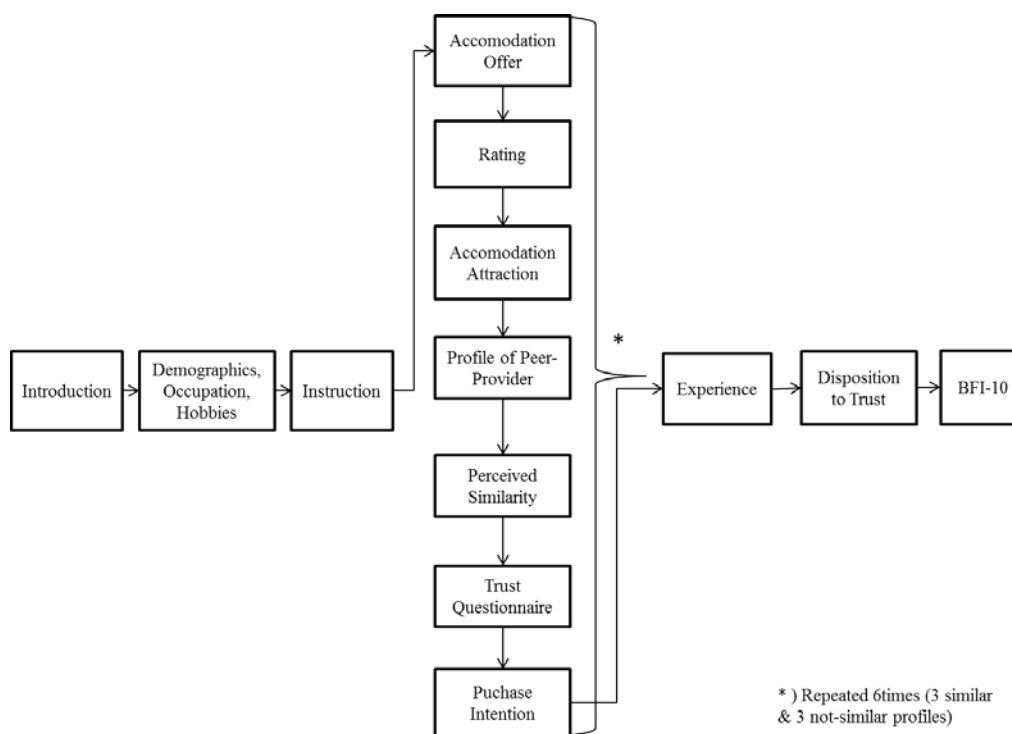 Introduction
Demographics,
Occupation,
Hobbies
Instruction
Accomodation
Offer
Rating
Accomodation
Attraction
Profile of Peer-
Provider
Perceived
Similarity
Trust
Questionnaire
Puchase
Intention
*
Experience
Disposition
to Trust
BFI-10
* ) Repeated 6times (3 similar
& 3 not-similar profiles)